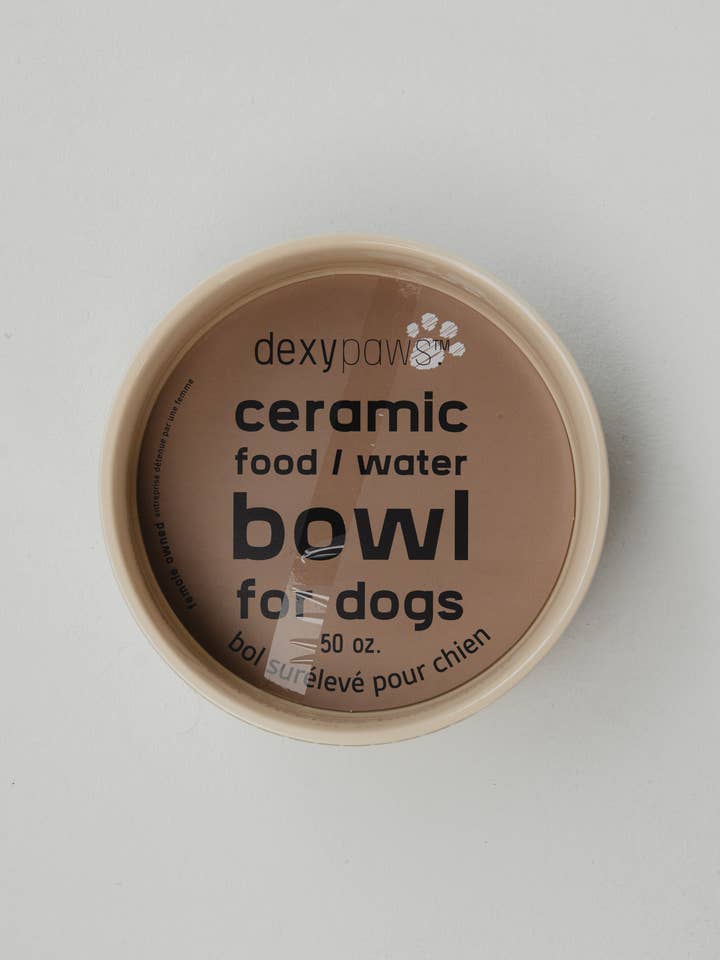 dexypaws™
ceramic
food / water
bowl
for dogs
50 oz.
bol surélevé pour chien
female owned entreprise détenue par une femme